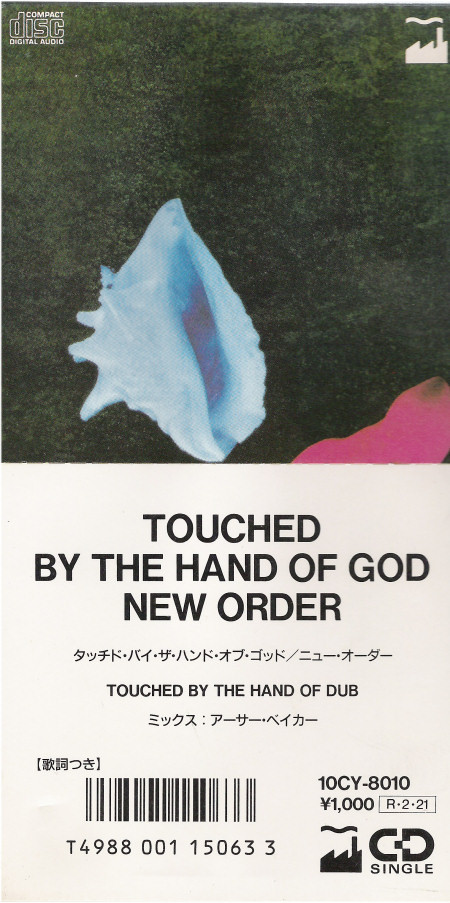 COMPACT
disc
DIGITAL AUDIO
TOUCHED
BY THE HAND OF GOD
NEW ORDER
タッチド・バイ・ザ・ハンド・オブ・ゴッド／ニュー・オーダー
TOUCHED BY THE HAND OF DUB
ミックス：アーサー・ベイカー
【歌詞つき】
10CY-8010
¥1,000 R・2・21
T4988 001 15063 3
CD
SINGLE